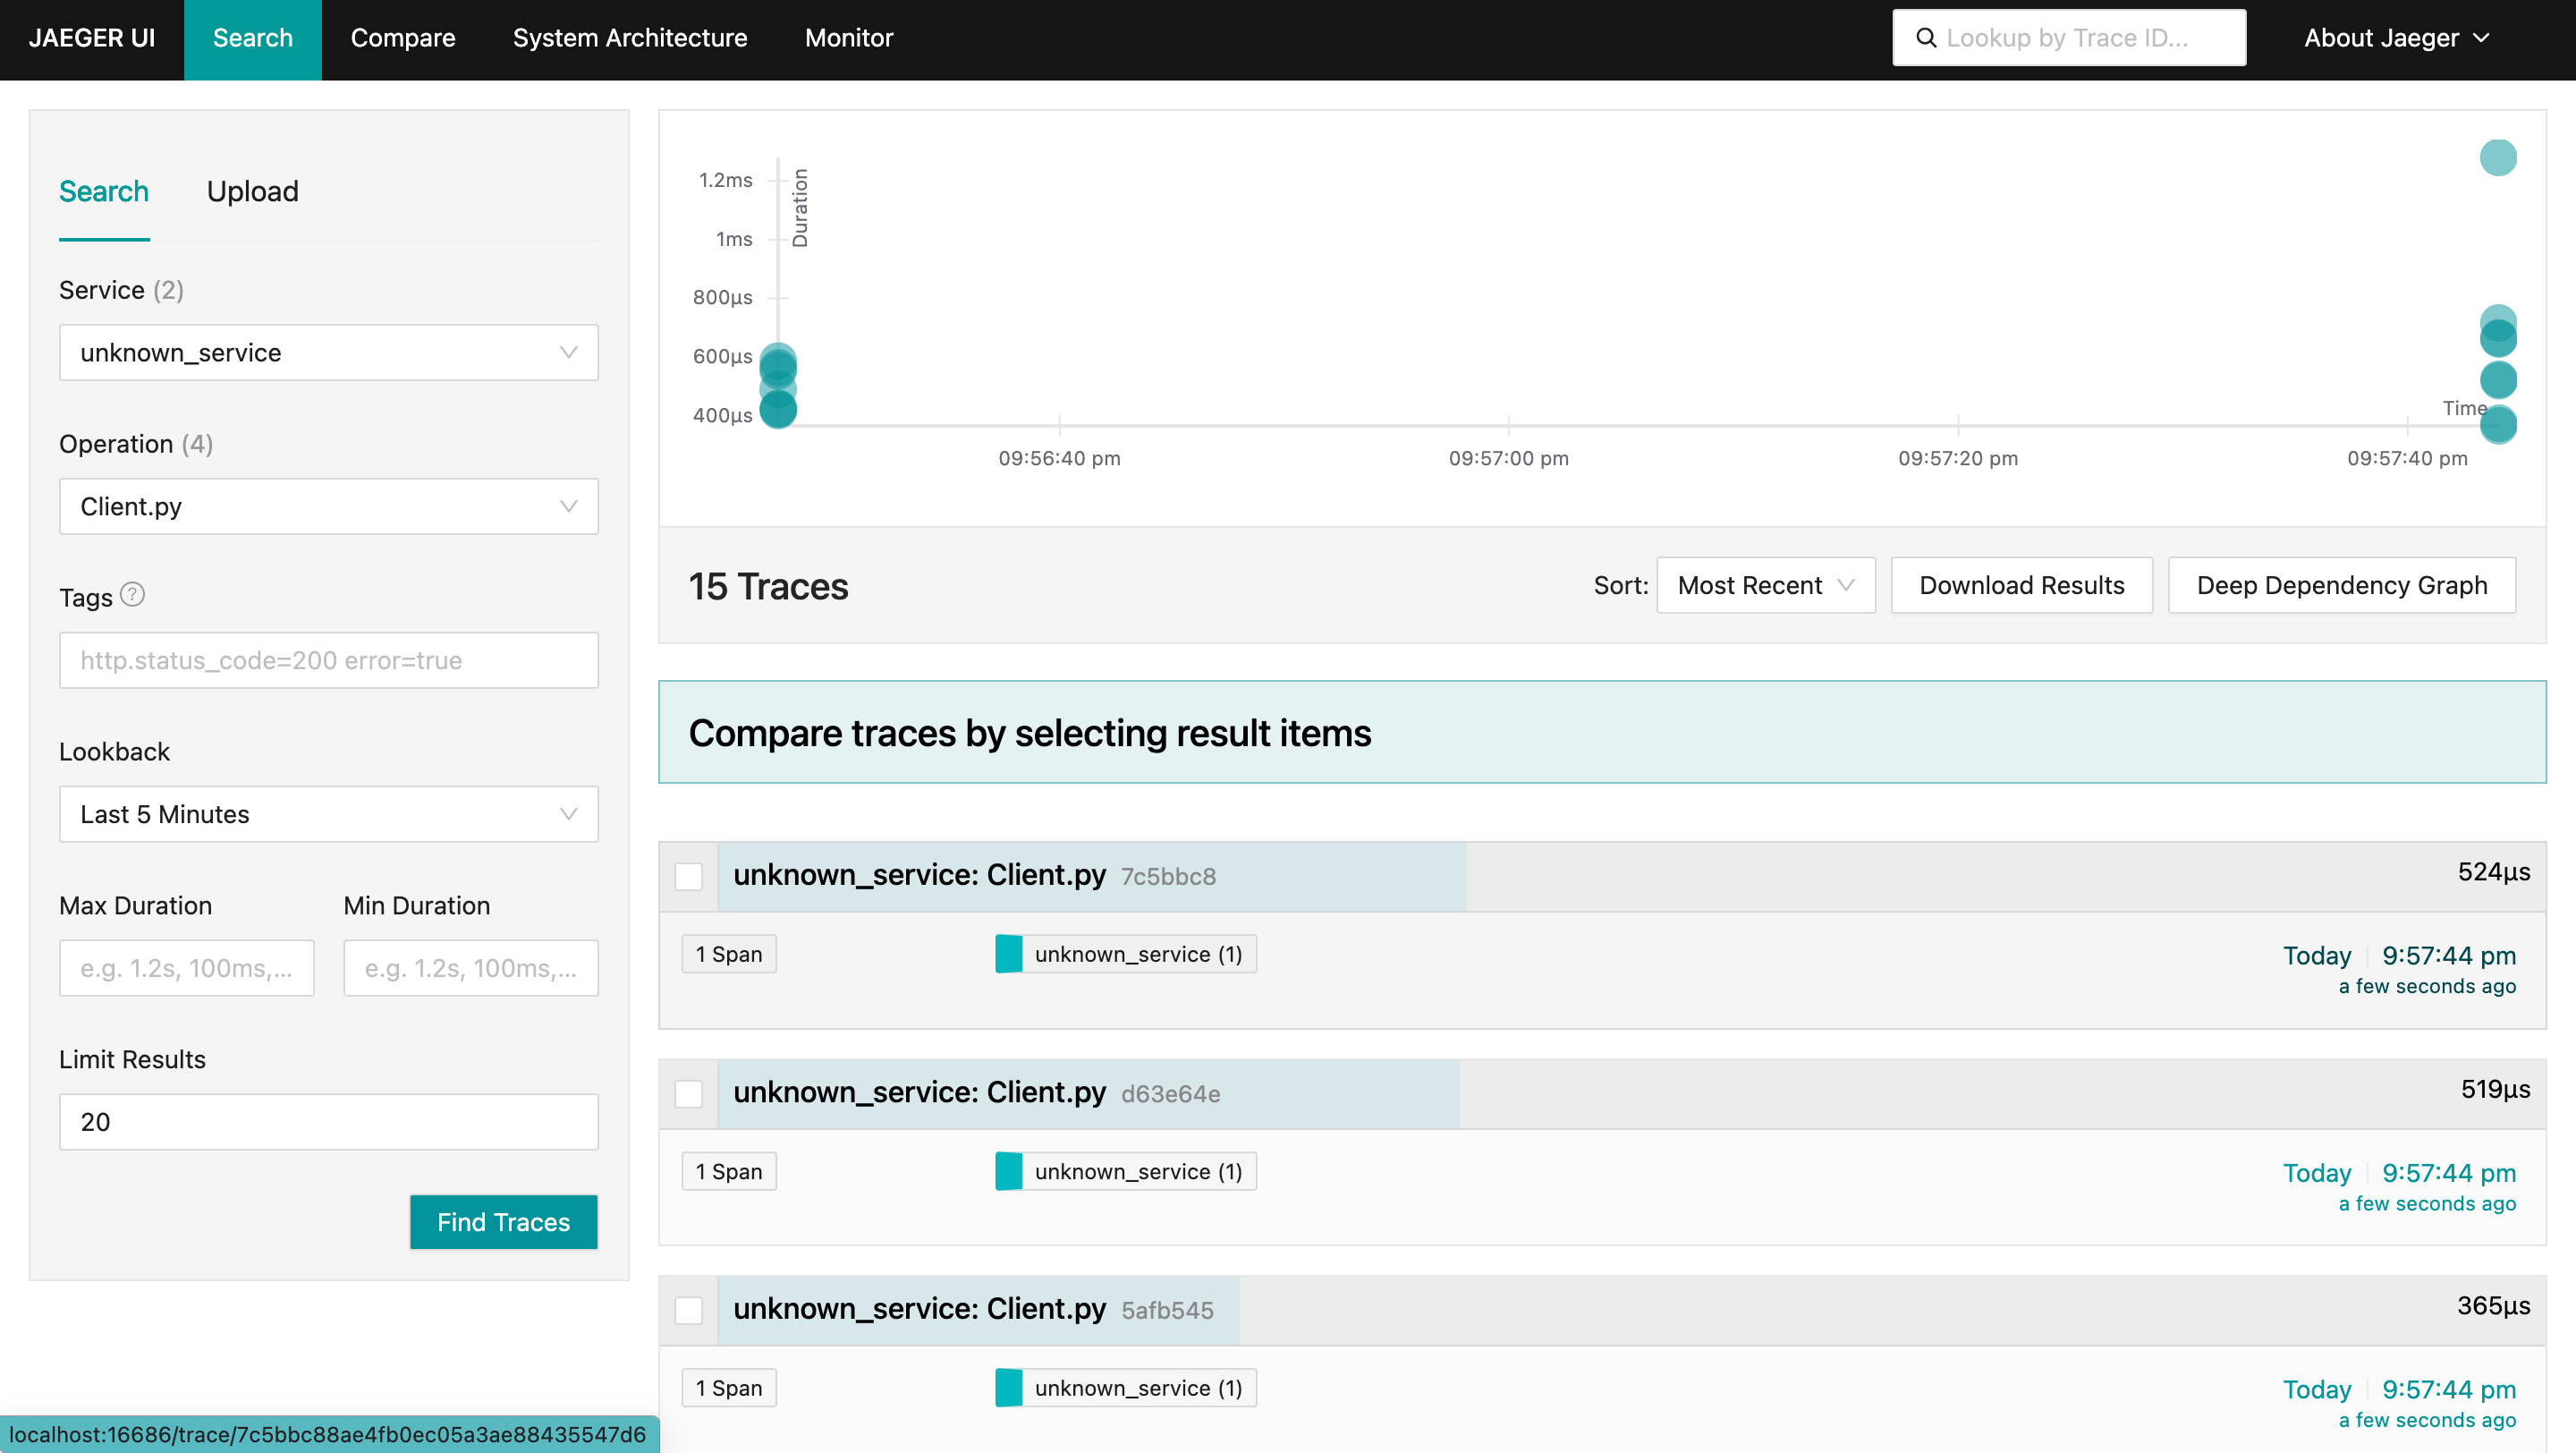 JAEGER UI Search Compare System Architecture Monitor Lookup by Trace ID... About Jaeger
Search Upload
Service (2)
unknown_service
Operation (4)
Client.py
Tags ?
http.status_code=200 error=true
Lookback
Last 5 Minutes
Max Duration Min Duration
e.g. 1.2s, 100ms,... e.g. 1.2s, 100ms,...
Limit Results
20
Find Traces
Duration
1.2ms
1ms
800μs
600μs
400μs
Time
09:56:40 pm 09:57:00 pm 09:57:20 pm 09:57:40 pm
15 Traces Sort: Most Recent Download Results Deep Dependency Graph
Compare traces by selecting result items
unknown_service: Client.py 7c5bbc8 524μs
1 Span unknown_service (1) Today 9:57:44 pm
a few seconds ago
unknown_service: Client.py d63e64e 519μs
1 Span unknown_service (1) Today 9:57:44 pm
a few seconds ago
unknown_service: Client.py 5afb545 365μs
1 Span unknown_service (1) Today 9:57:44 pm
a few seconds ago
localhost:16686/trace/7c5bbc88ae4fb0ec05a3ae88435547d6